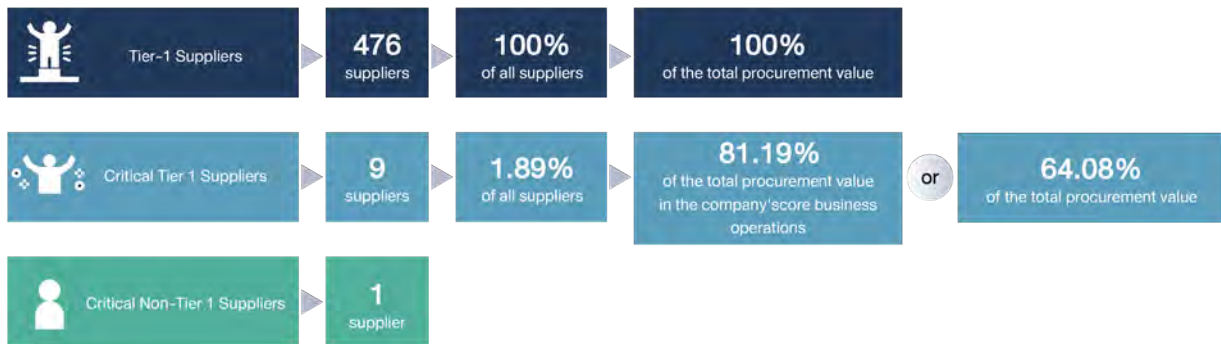 Tier-1 Suppliers
476
suppliers
100%
of all suppliers
100%
of the total procurement value
Critical Tier 1 Suppliers
9
suppliers
1.89%
of all suppliers
81.19%
of the total procurement value
in the company'score business
operations
or
64.08%
of the total procurement value
Critical Non-Tier 1 Suppliers
1
supplier